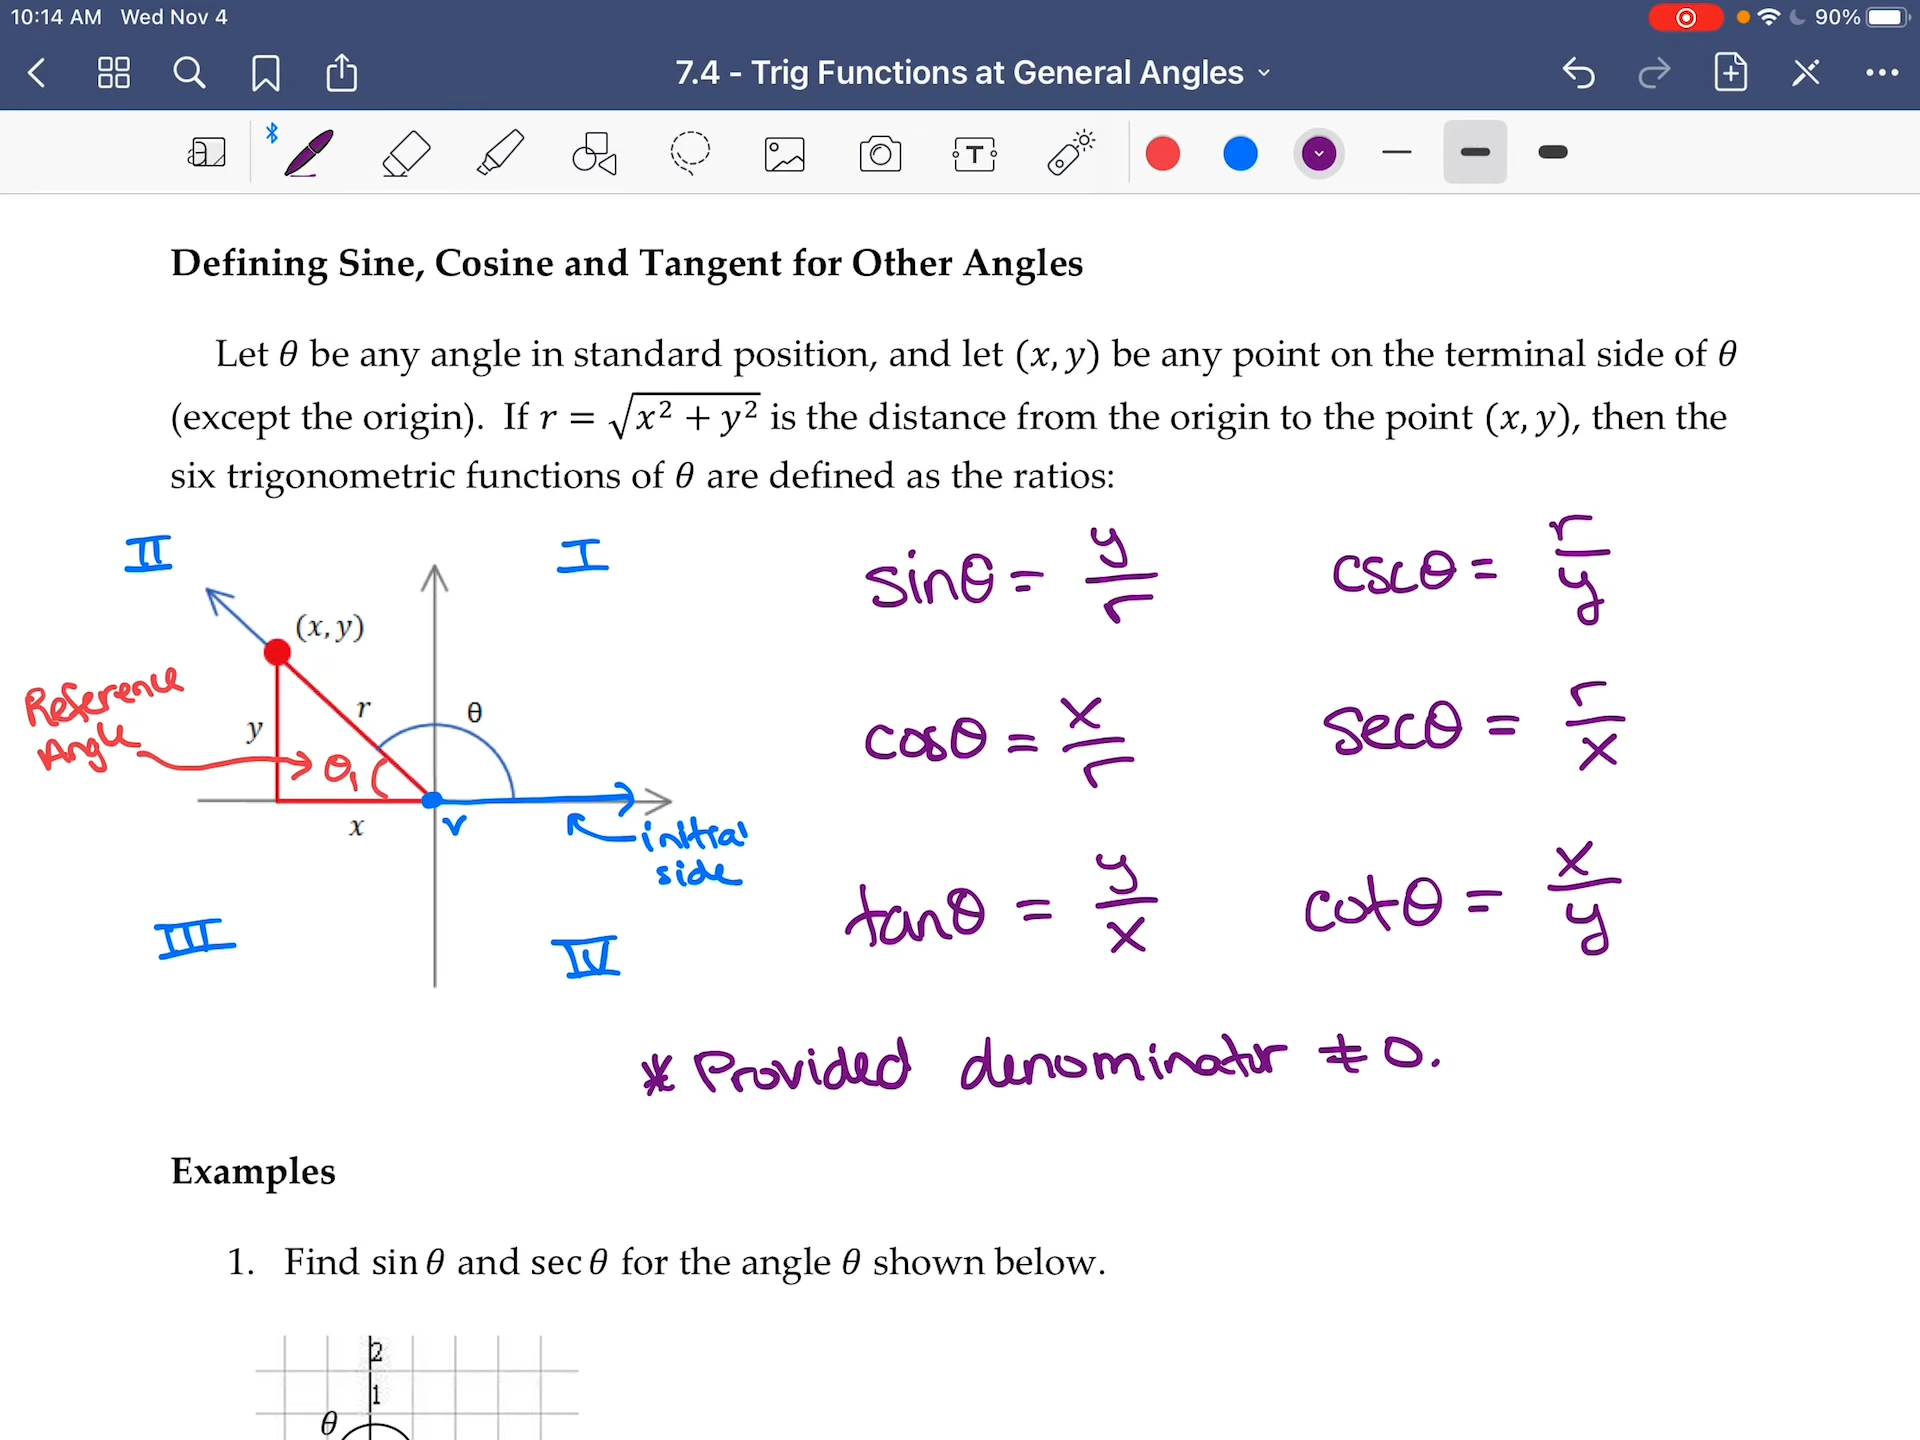 10:14 AM Wed Nov 4
90%
7.4 - Trig Functions at General Angles
Defining Sine, Cosine and Tangent for Other Angles
Let θ be any angle in standard position, and let (x, y) be any point on the terminal side of θ
(except the origin). If r = √(x² + y²) is the distance from the origin to the point (x, y), then the
six trigonometric functions of θ are defined as the ratios:
II
I
(x, y)
Reference
Angle
y
r
θ
θ₁
x
v
initial
side
III
IV
sinθ = y/r
cscθ = r/y
cosθ = x/r
secθ = r/x
tanθ = y/x
cotθ = x/y
* Provided denominator ≠ 0.
Examples
1. Find sin θ and sec θ for the angle θ shown below.
2
1
θ